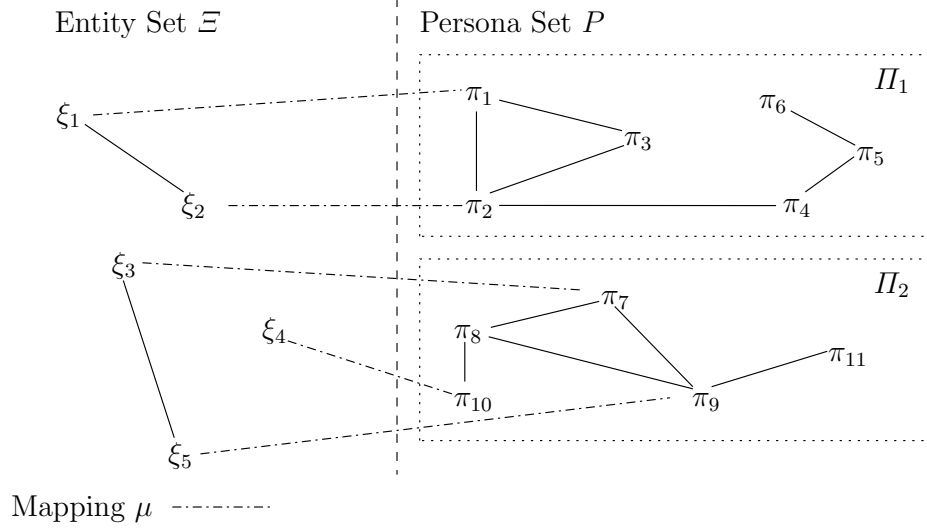 Entity Set Ξ
Persona Set P
Π₁
ξ₁
π₁
π₆
π₃
π₅
ξ₂
π₂
π₄
ξ₃
Π₂
π₇
ξ₄
π₈
π₁₁
π₁₀
π₉
ξ₅
Mapping μ